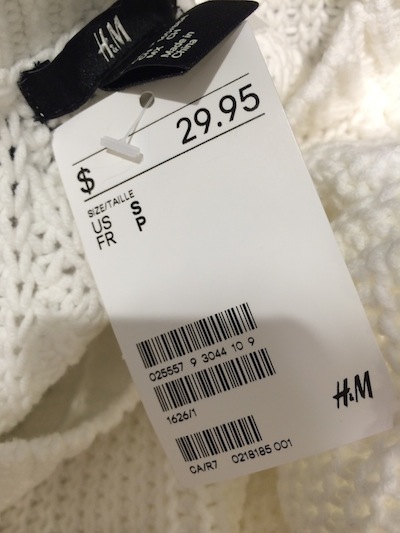 H&M
Made in
China
$ 29.95
SIZE/TAILLE
US S
FR P
025557 9 3044 10 9
1626/1
CA/R7 0218185 001
H&M